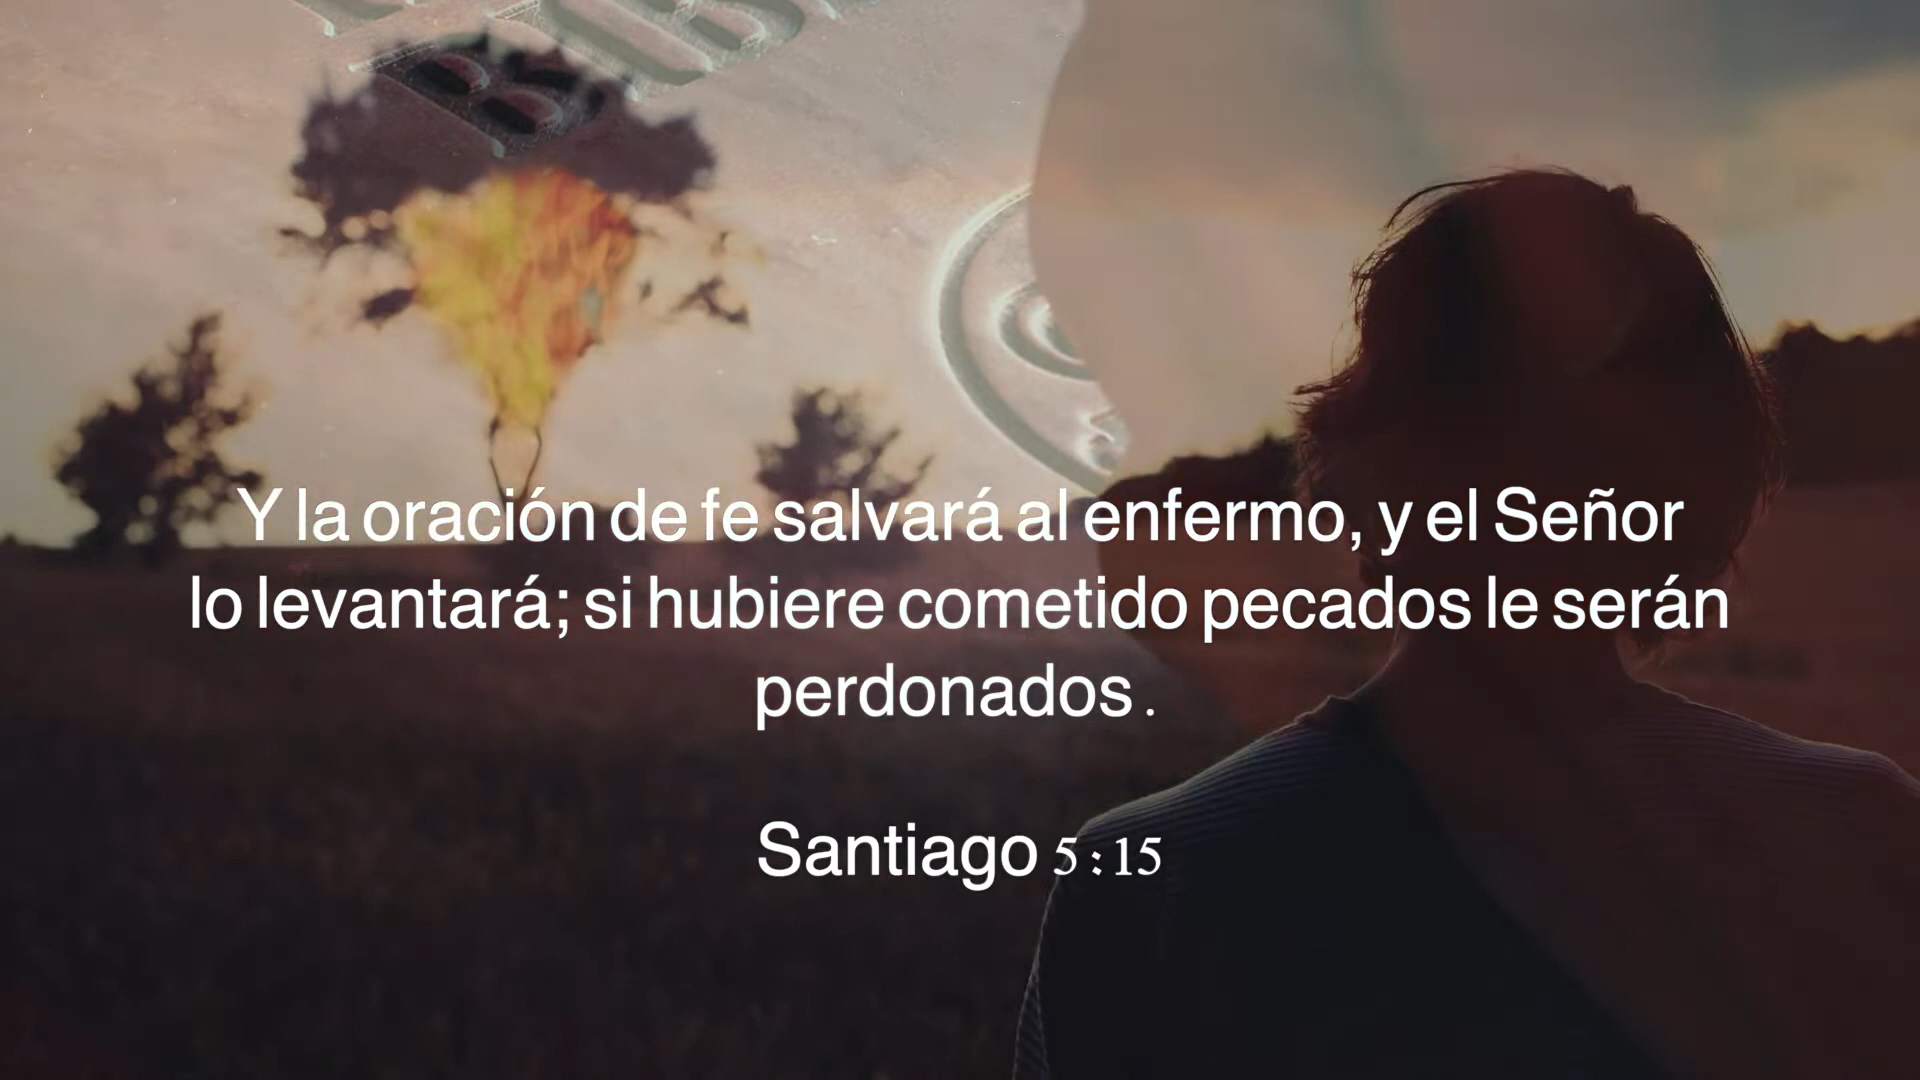 Y la oración de fe salvará al enfermo, y el Señor
lo levantará; si hubiere cometido pecados le serán
perdonados.
Santiago 5:15